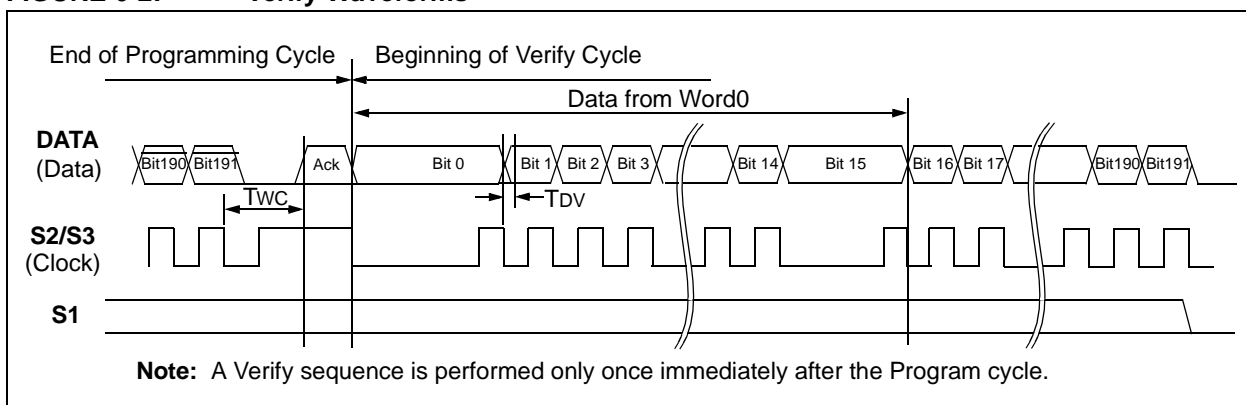 End of Programming Cycle Beginning of Verify Cycle
Data from Word0
DATA
(Data)
Bit190 Bit191 Ack Bit 0 Bit 1 Bit 2 Bit 3 Bit 14 Bit 15 Bit 16 Bit 17 Bit190 Bit191
TWC
TDV
S2/S3
(Clock)
S1
Note: A Verify sequence is performed only once immediately after the Program cycle.